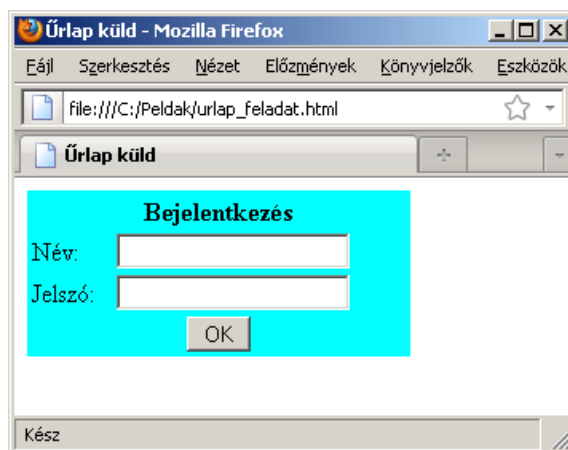 Űrlap küld - Mozilla Firefox
Fájl Szerkesztés Nézet Előzmények Könyvjelzők Eszközök
file:///C:/Peldak/urlap_feladat.html
Űrlap küld
Bejelentkezés
Név:
Jelszó:
OK
Kész